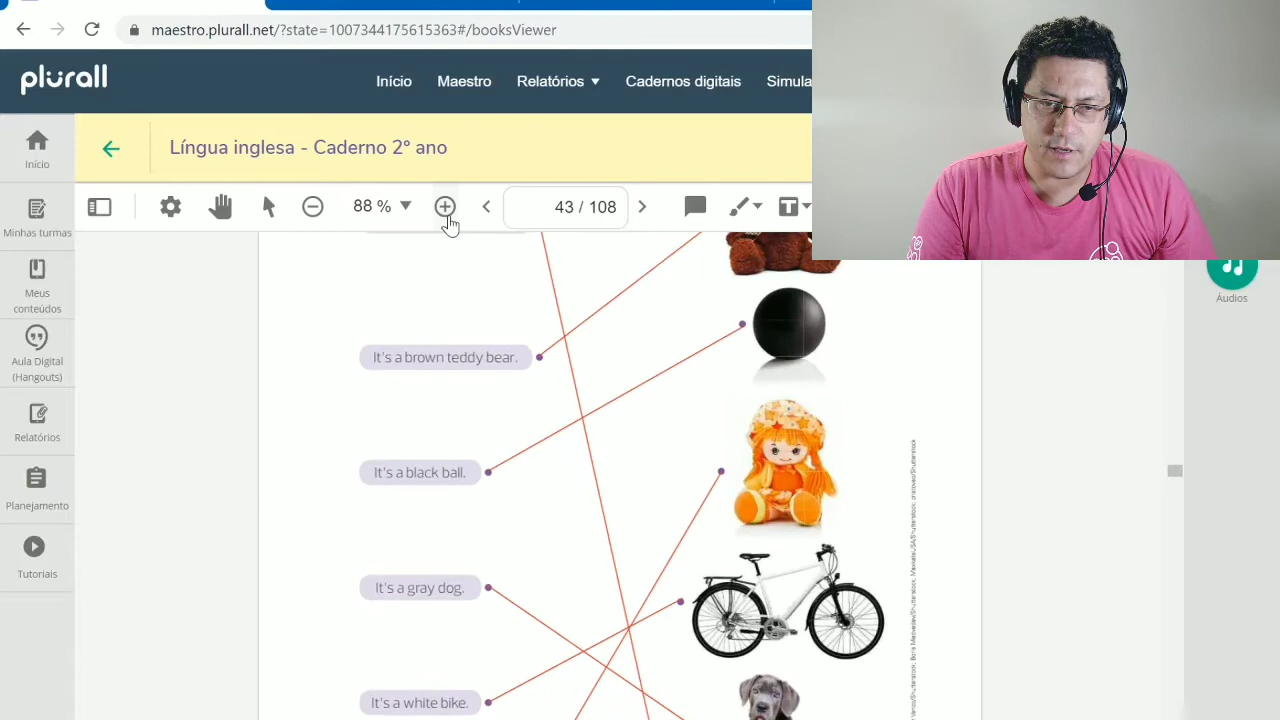 maestro.plurall.net/?state=1007344175615363#/booksViewer
plurall
Início
Maestro
Relatórios
Cadernos digitais
Simula
Início
Língua inglesa - Caderno 2º ano
Minhas turmas
88 %
43 / 108
T
Meus
conteúdos
Áudios
Aula Digital
(Hangouts)
It's a brown teddy bear.
Relatórios
It's a black ball.
Planejamento
It's a gray dog.
Tutoriais
It's a white bike.